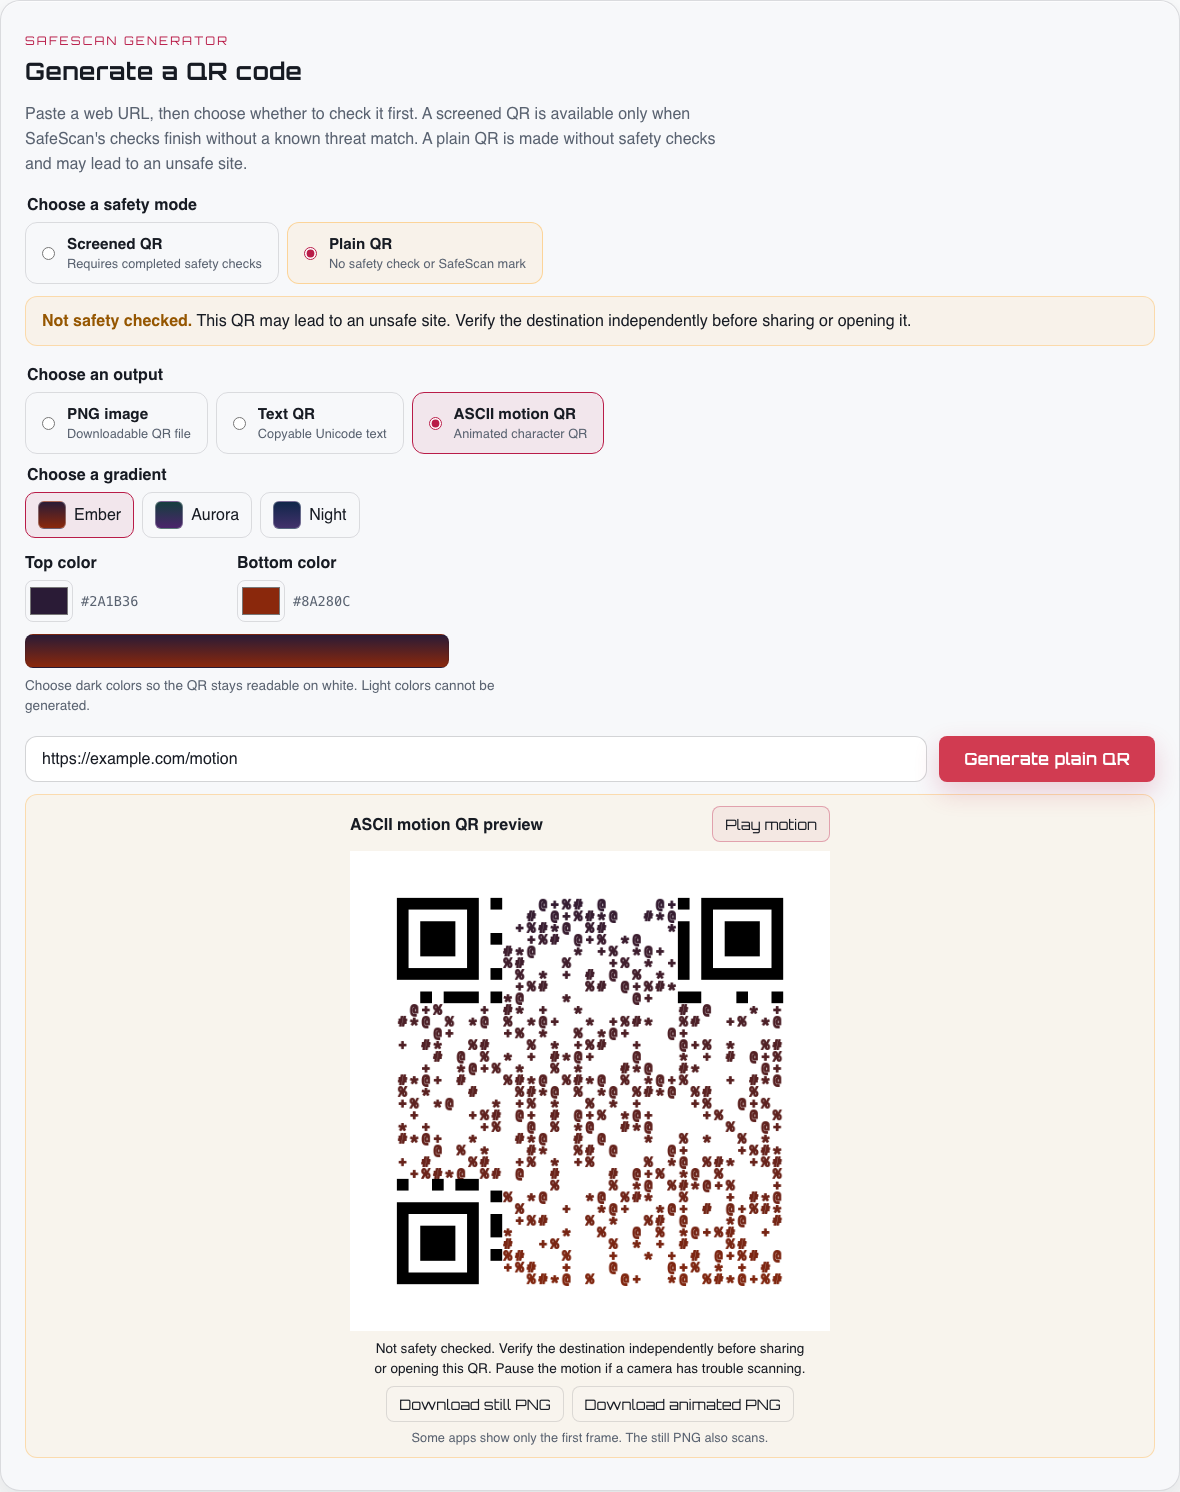 SAFESCAN GENERATOR
Generate a QR code
Paste a web URL, then choose whether to check it first. A screened QR is available only when
SafeScan's checks finish without a known threat match. A plain QR is made without safety checks
and may lead to an unsafe site.
Choose a safety mode
Screened QR
Requires completed safety checks
Plain QR
No safety check or SafeScan mark
Not safety checked. This QR may lead to an unsafe site. Verify the destination independently before sharing or opening it.
Choose an output
PNG image
Downloadable QR file
Text QR
Copyable Unicode text
ASCII motion QR
Animated character QR
Choose a gradient
Ember
Aurora
Night
Top color
Bottom color
#2A1B36
#8A280C
Choose dark colors so the QR stays readable on white. Light colors cannot be
generated.
https://example.com/motion
Generate plain QR
ASCII motion QR preview
Play motion
Not safety checked. Verify the destination independently before sharing
or opening this QR. Pause the motion if a camera has trouble scanning.
Download still PNG
Download animated PNG
Some apps show only the first frame. The still PNG also scans.